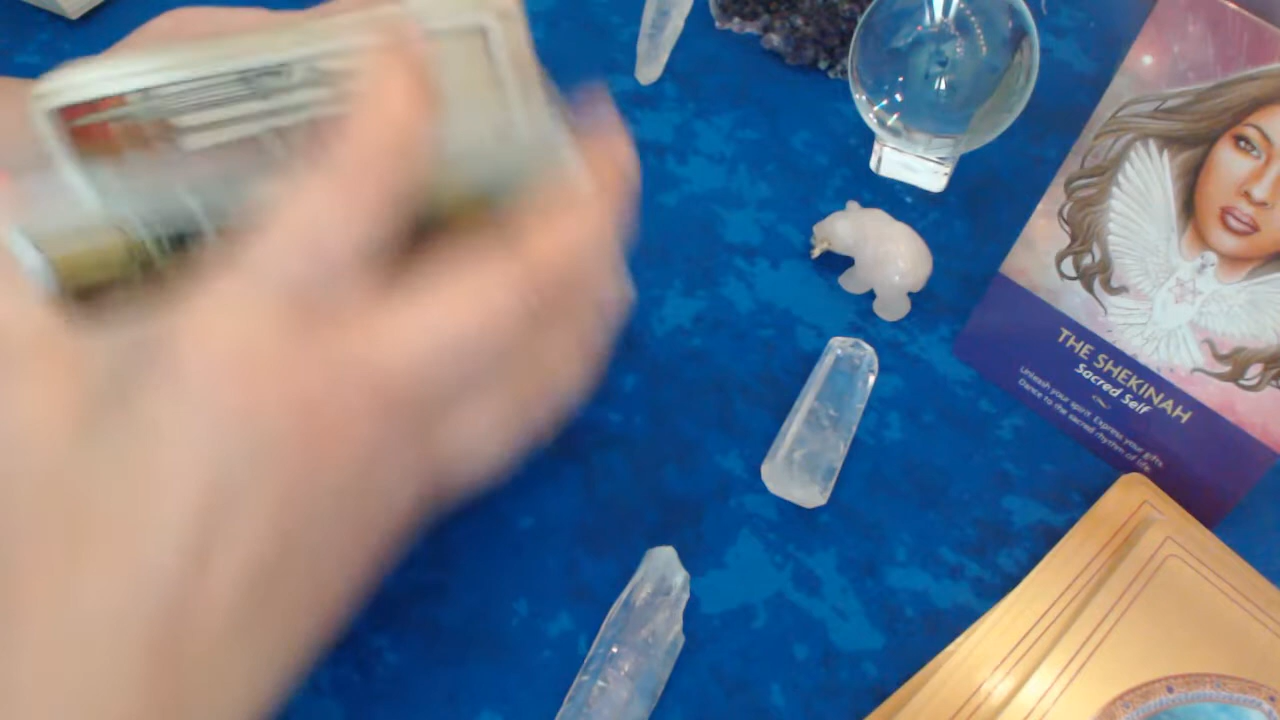 THE SHEKINAH
Sacred Self
Unleash your spirit. Express your gifts.
Dance to the sacred rhythm of life.